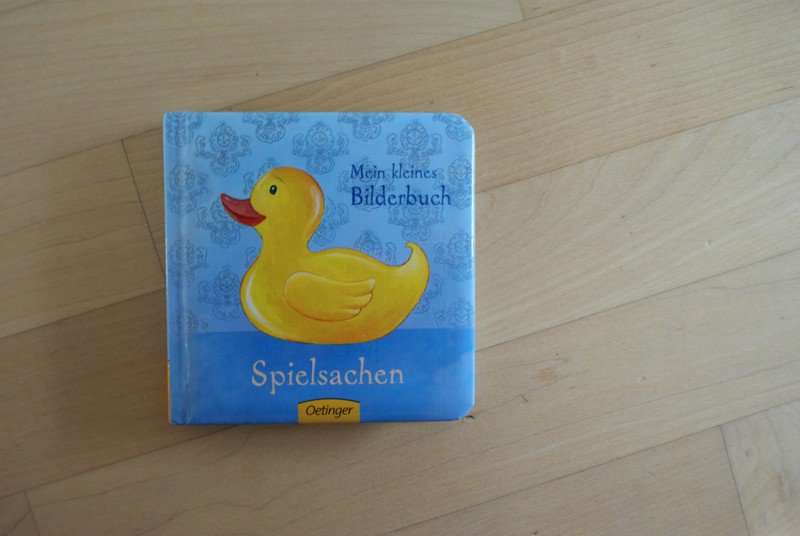 Mein kleines
Bilderbuch
Spielsachen
Oetinger